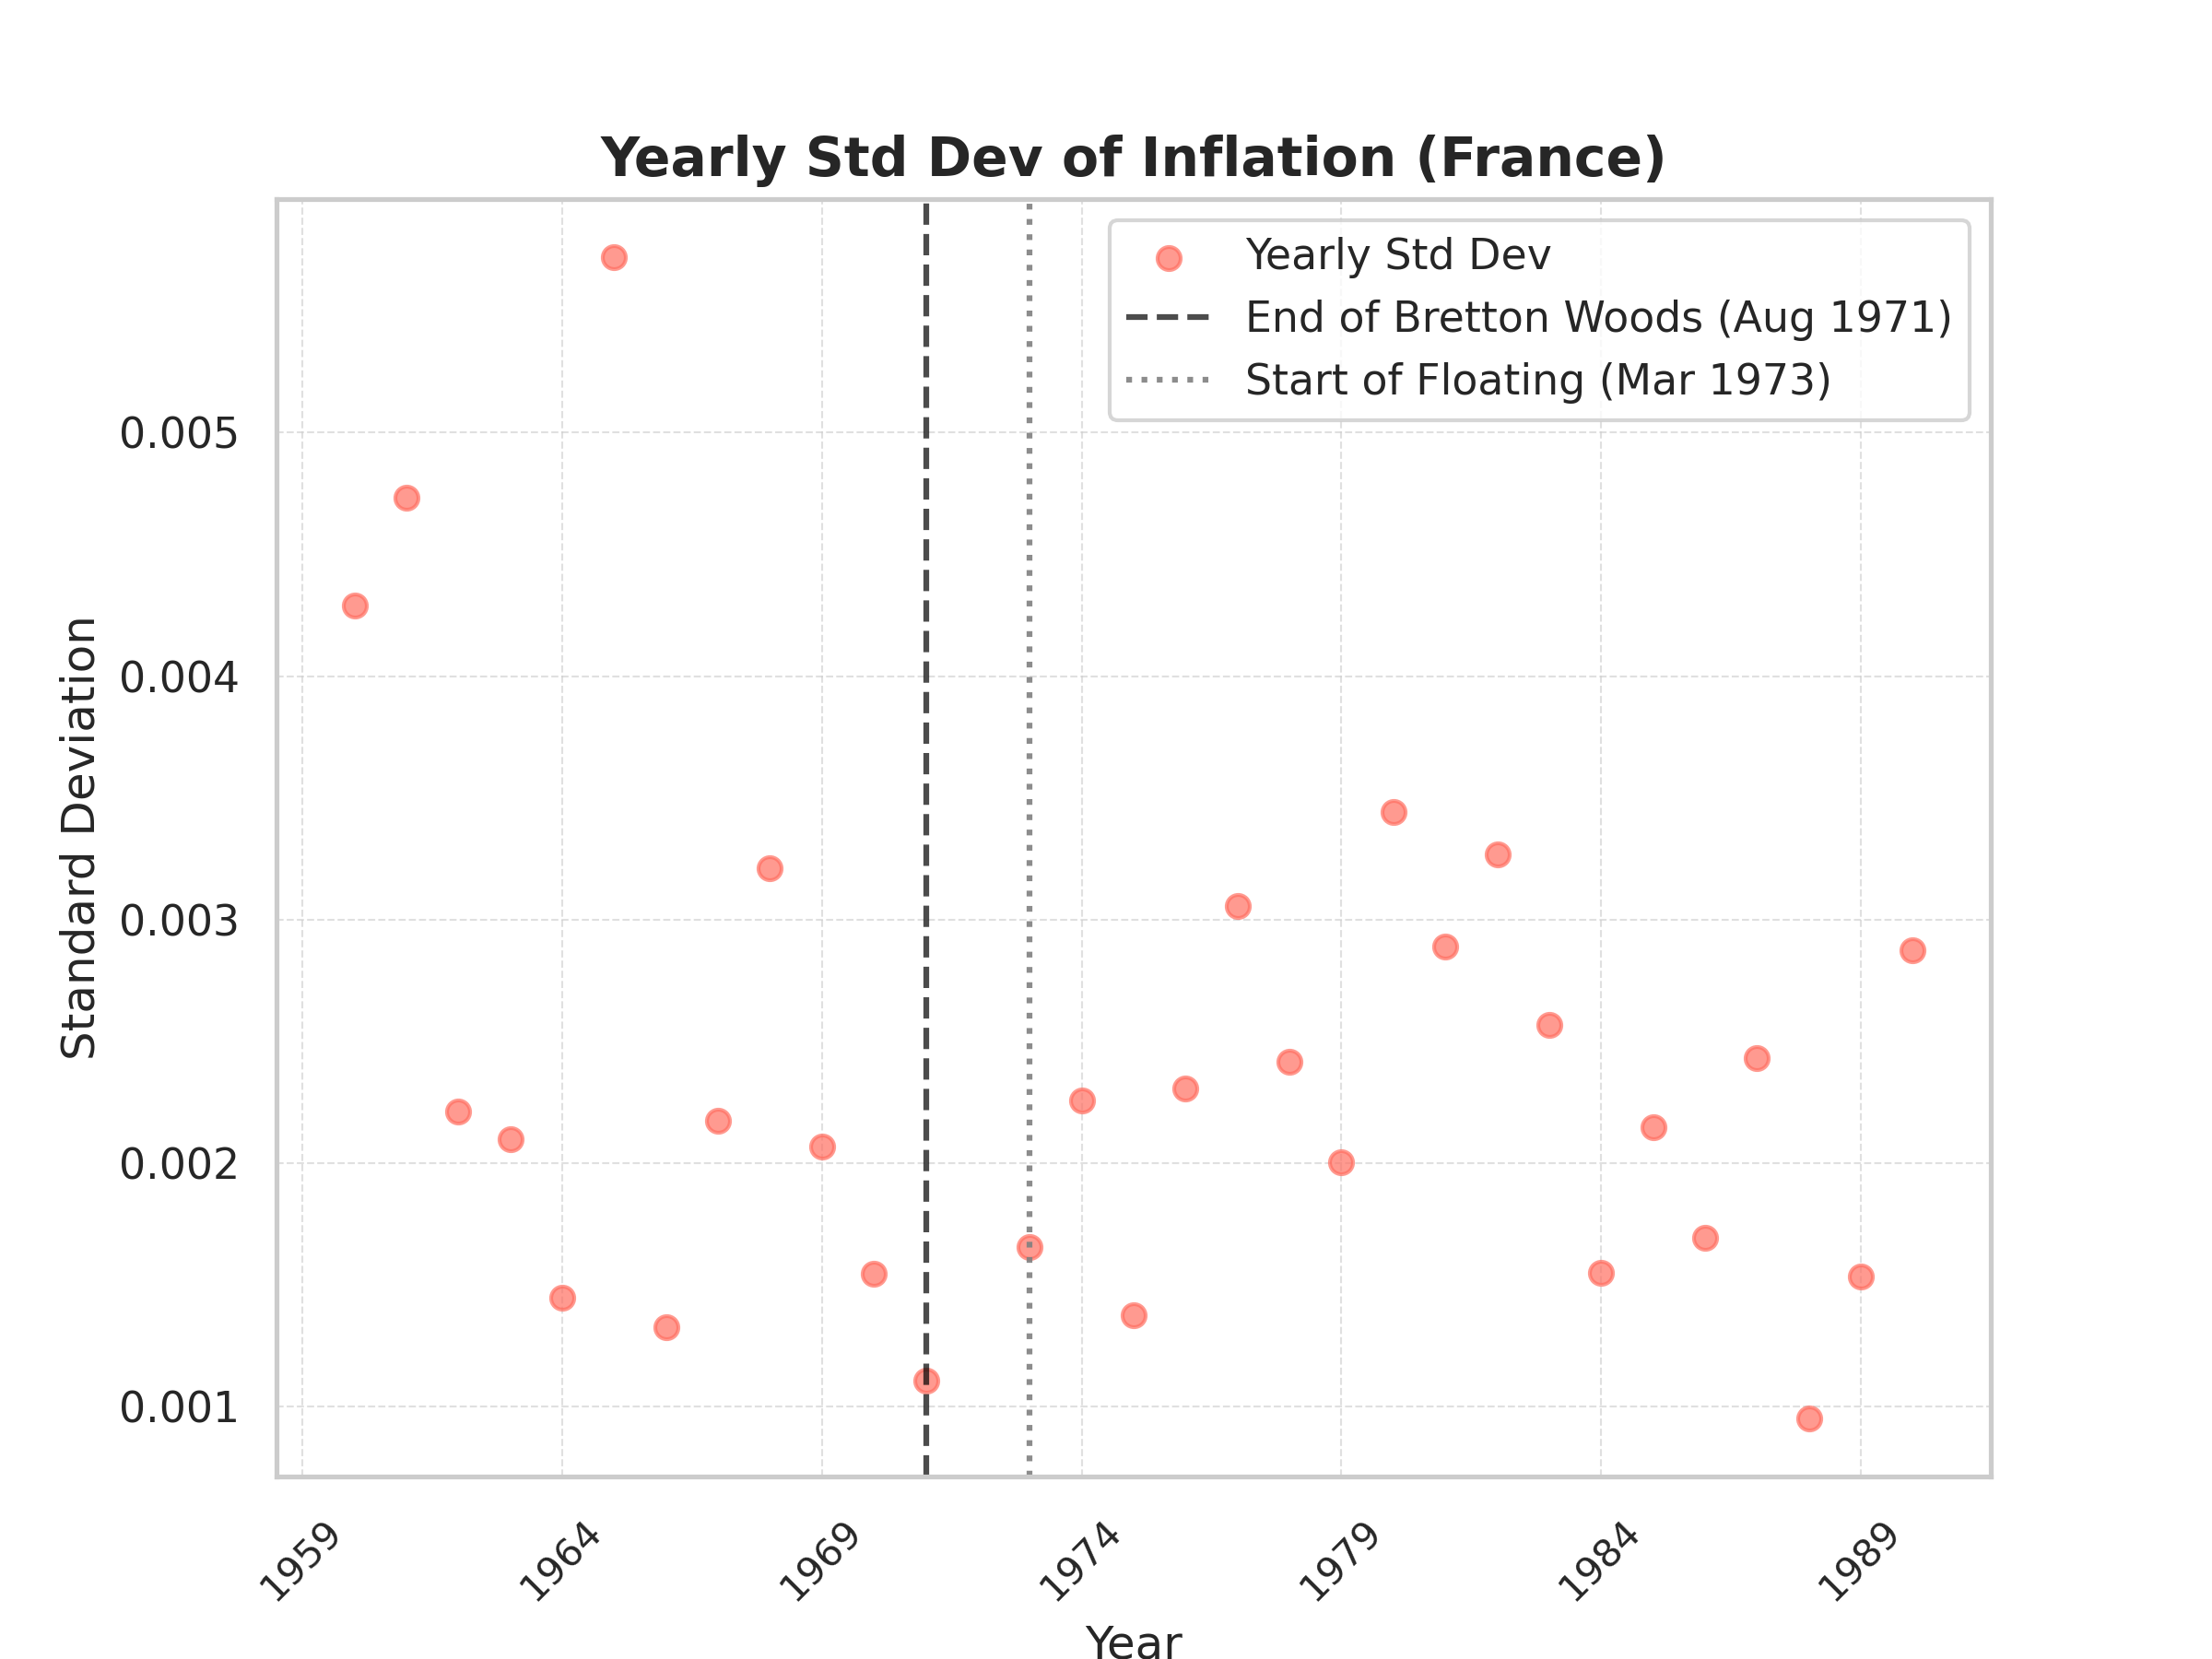 Yearly Std Dev of Inflation (France)
Yearly Std Dev
End of Bretton Woods (Aug 1971)
Start of Floating (Mar 1973)
Standard Deviation
0.005
0.004
0.003
0.002
0.001
1959
1964
1969
1974
1979
1984
1989
Year